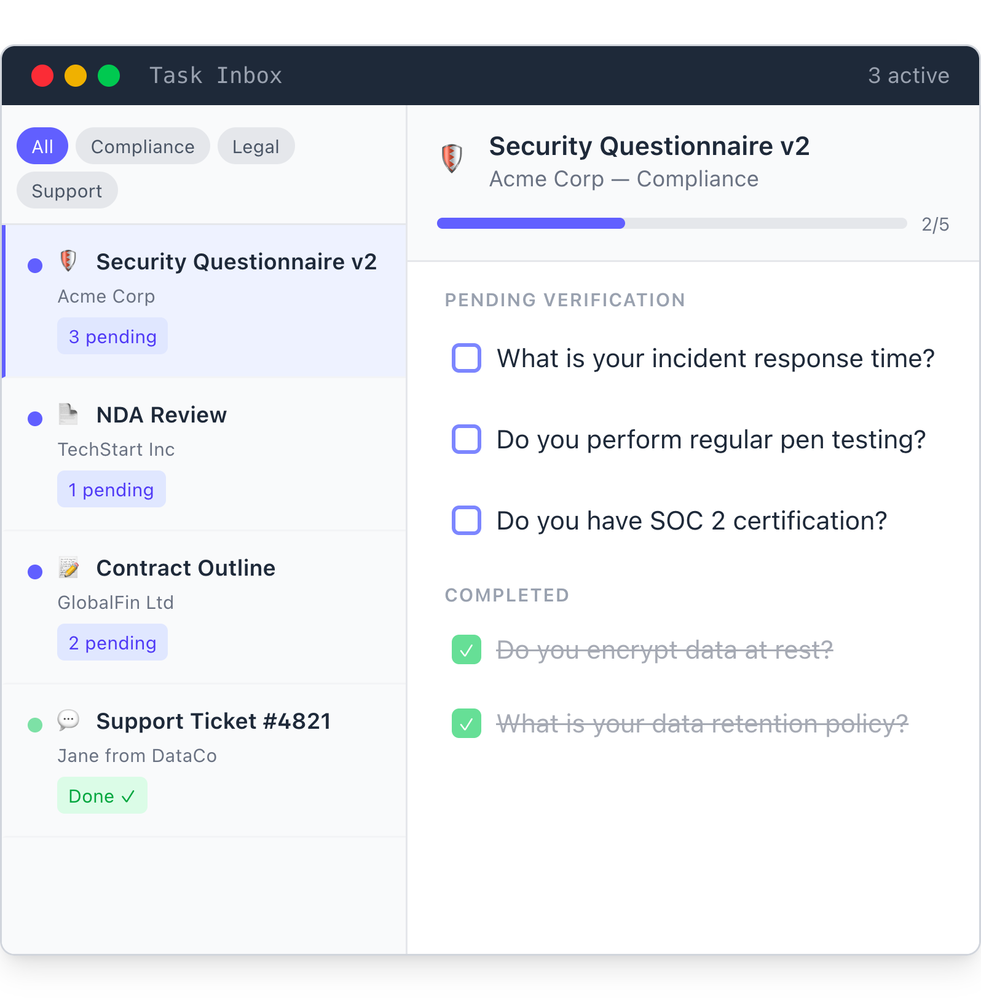 Task Inbox
3 active
All
Compliance
Legal
Support
Security Questionnaire v2
Acme Corp
3 pending
NDA Review
TechStart Inc
1 pending
Contract Outline
GlobalFin Ltd
2 pending
Support Ticket #4821
Jane from DataCo
Done ✓
Security Questionnaire v2
Acme Corp — Compliance
2/5
PENDING VERIFICATION
What is your incident response time?
Do you perform regular pen testing?
Do you have SOC 2 certification?
COMPLETED
✓ Do you encrypt data at rest?
✓ What is your data retention policy?